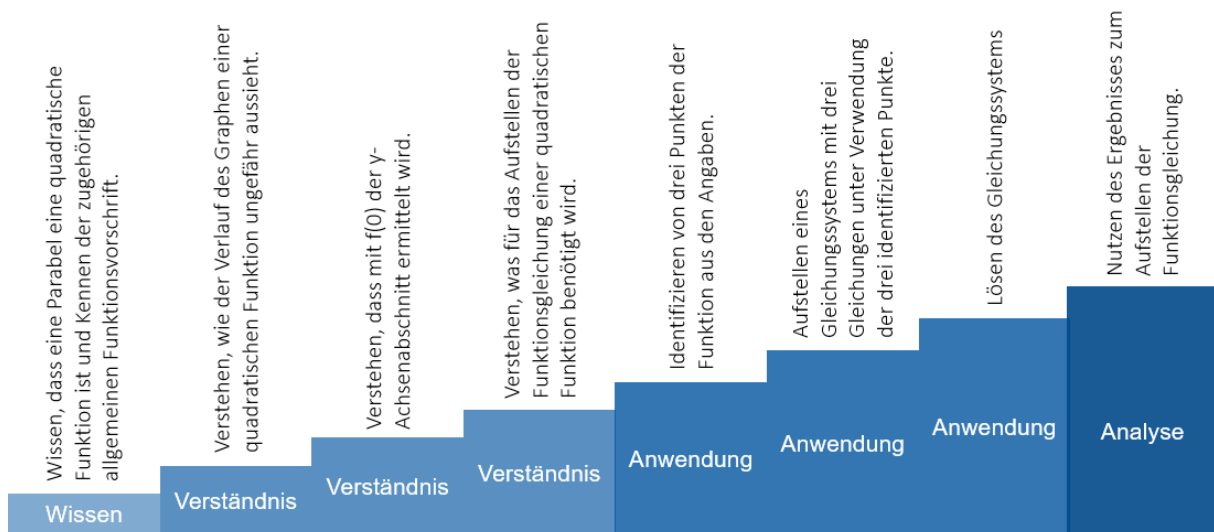 Wissen, dass eine Parabel eine quadratische
Funktion ist und Kennen der zugehörigen
allgemeinen Funktionsvorschrift.
Wissen
Verstehen, wie der Verlauf des Graphen einer
quadratischen Funktion ungefähr aussieht.
Verständnis
Verstehen, dass mit f(0) der y-
Achsenabschnitt ermittelt wird.
Verständnis
Verstehen, was für das Aufstellen der
Funktionsgleichung einer quadratischen
Funktion benötigt wird.
Verständnis
Identifizieren von drei Punkten der
Funktion aus den Angaben.
Anwendung
Aufstellen eines
Gleichungssystems mit drei
Gleichungen unter Verwendung
der drei identifizierten Punkte.
Anwendung
Lösen des Gleichungssystems
Anwendung
Nutzen des Ergebnisses zum
Aufstellen der
Funktionsgleichung.
Analyse